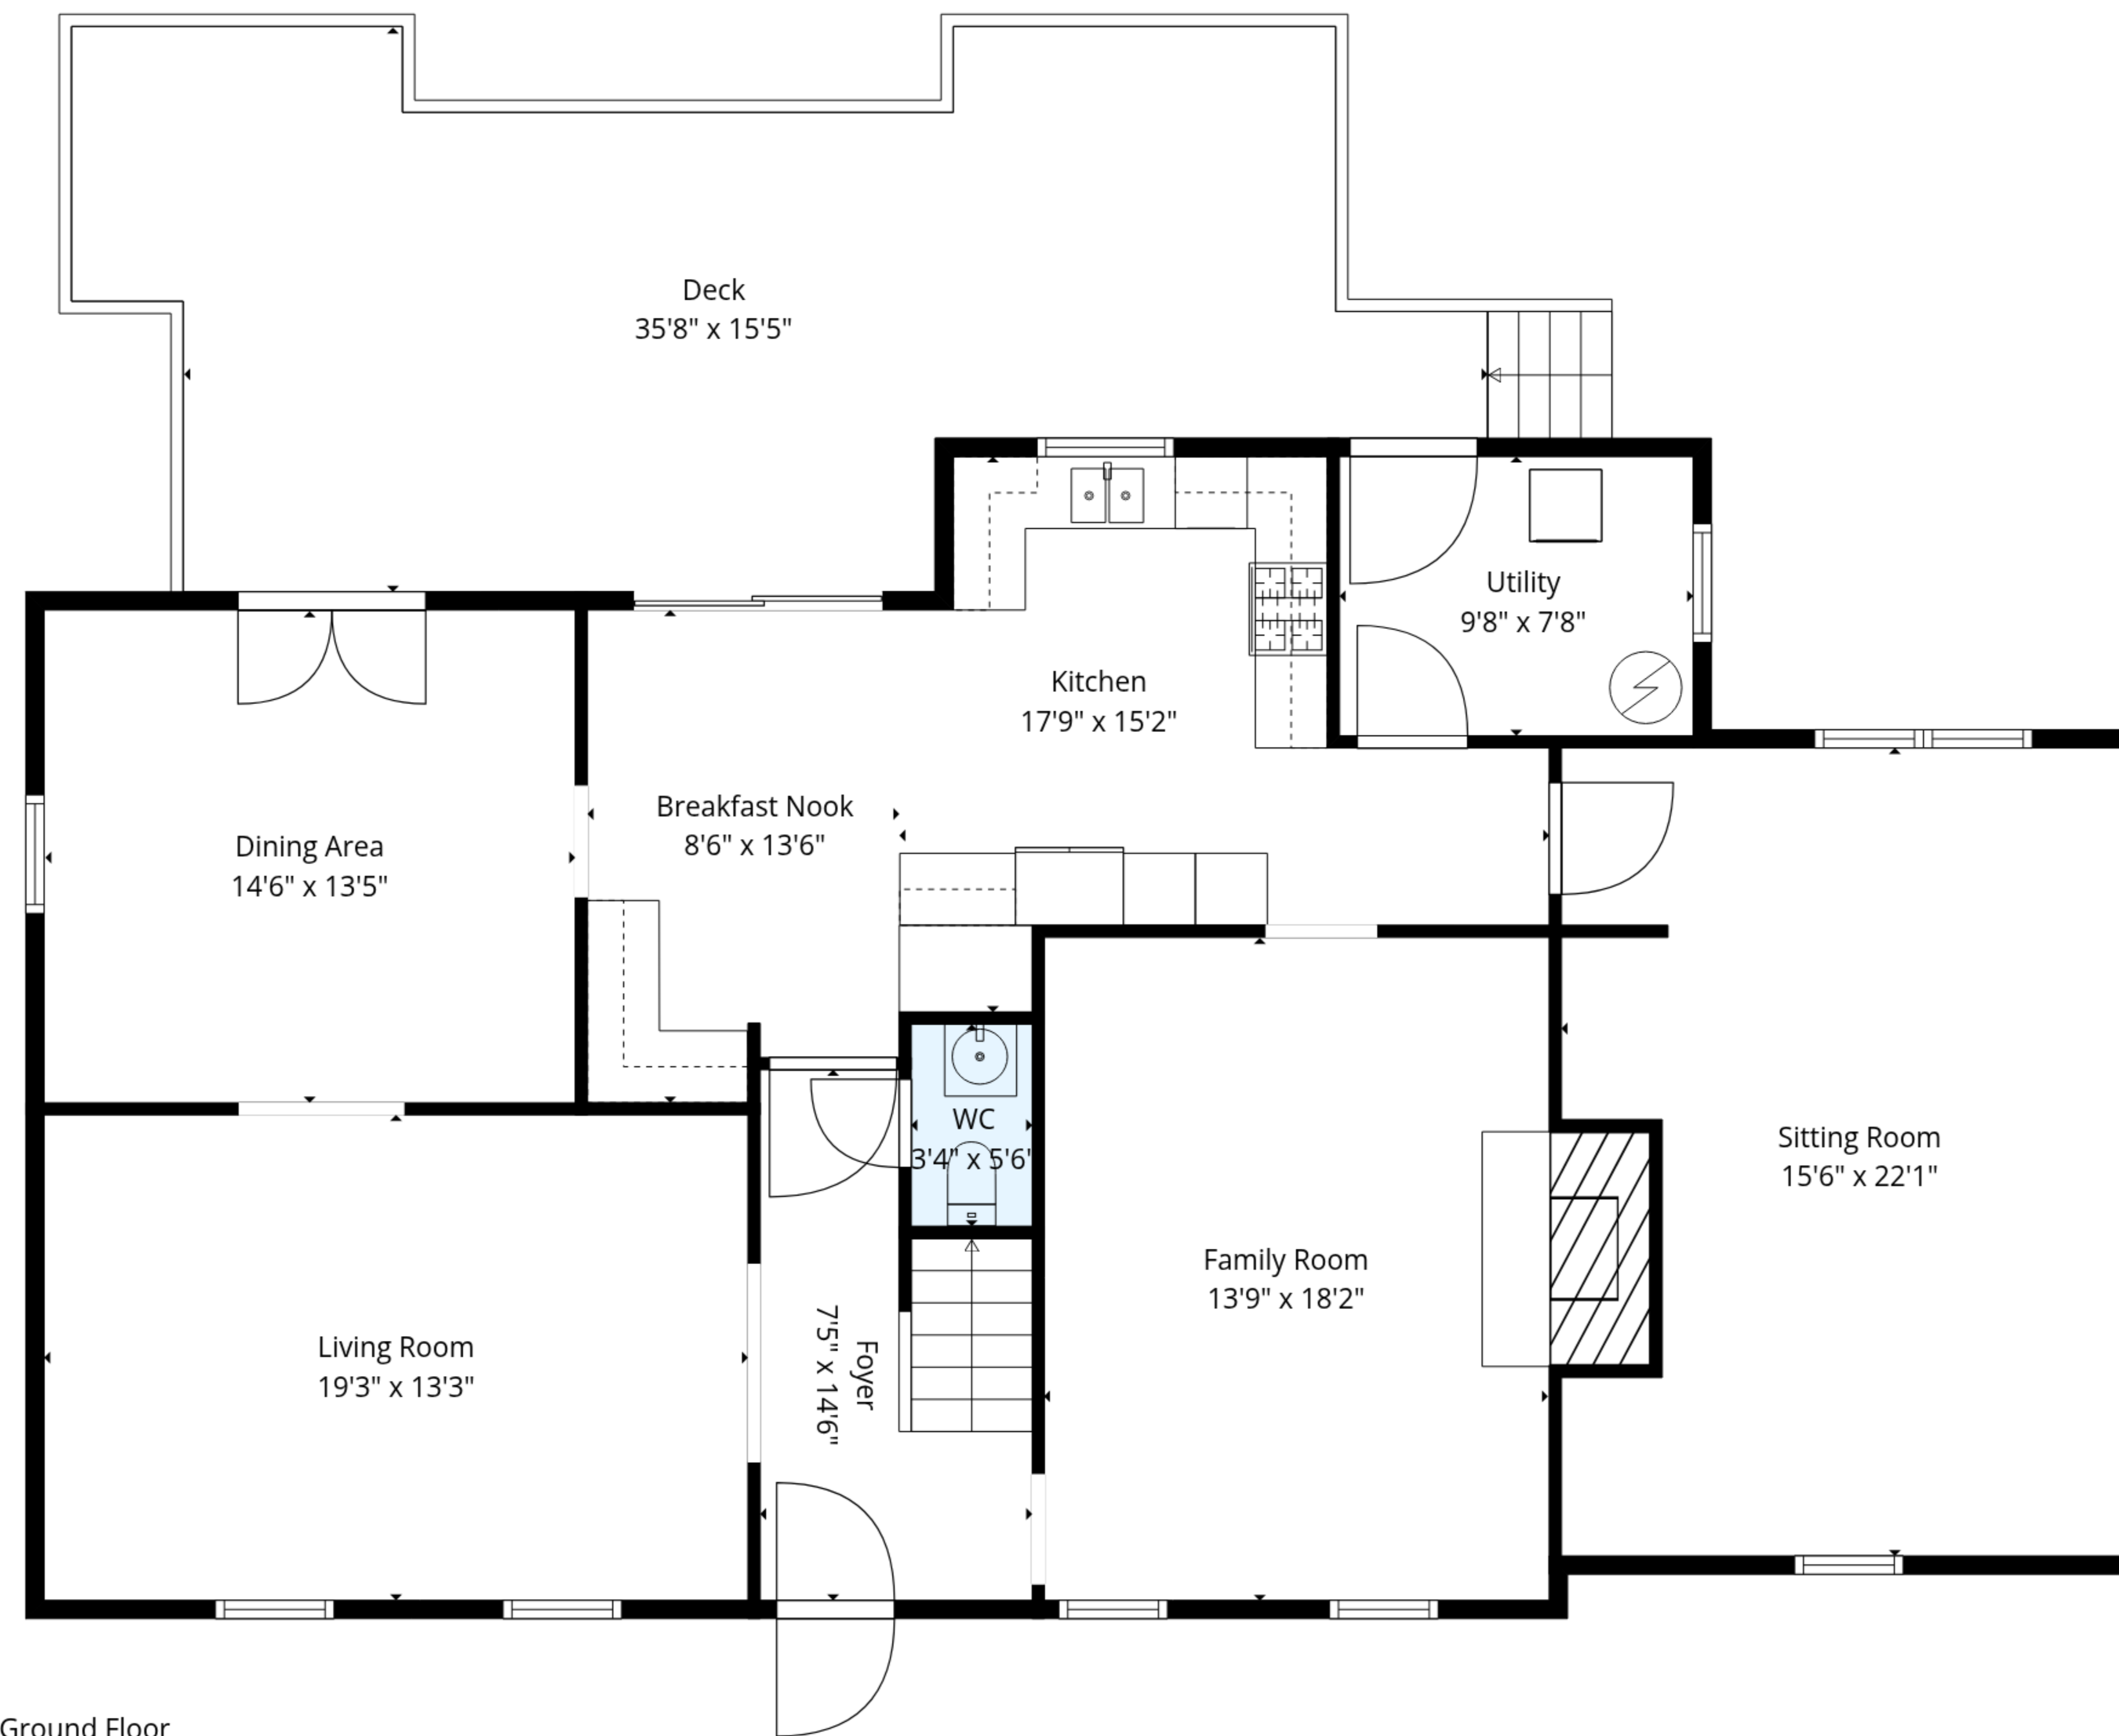 Deck
35'8" x 15'5"
Utility
9'8" x 7'8"
Kitchen
17'9" x 15'2"
Breakfast Nook
8'6" x 13'6"
Dining Area
14'6" x 13'5"
WC
3'4" x 5'6"
Sitting Room
15'6" x 22'1"
Family Room
13'9" x 18'2"
Living Room
19'3" x 13'3"
Foyer
7'5" x 14'6"
Ground Floor